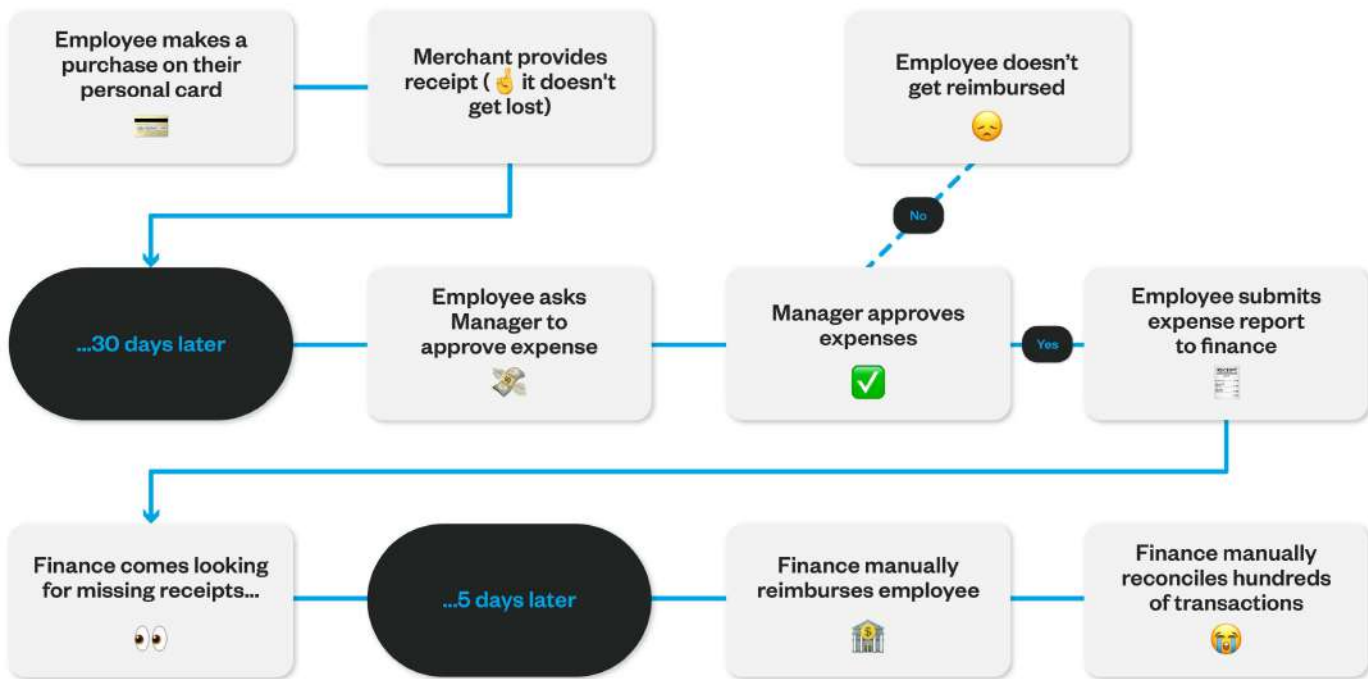 Employee makes a
purchase on their
personal card
Merchant provides
receipt (🤞 it doesn't
get lost)
Employee doesn’t
get reimbursed
No
...30 days later
Employee asks
Manager to
approve expense
Manager approves
expenses
Yes
Employee submits
expense report
to finance
RECEIPT
Finance comes looking
for missing receipts...
...5 days later
Finance manually
reimburses employee
Finance manually
reconciles hundreds
of transactions